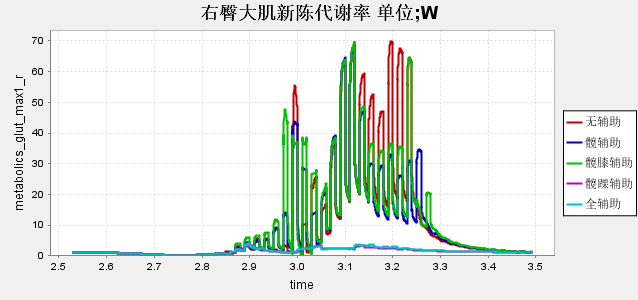 右臀大肌新陈代谢率 单位;W
metabolics_glut_max1_r
70
60
50
40
30
20
10
0
2.5 2.6 2.7 2.8 2.9 3.0 3.1 3.2 3.3 3.4 3.5
time
无辅助
髋辅助
髋膝辅助
髋踝辅助
全辅助